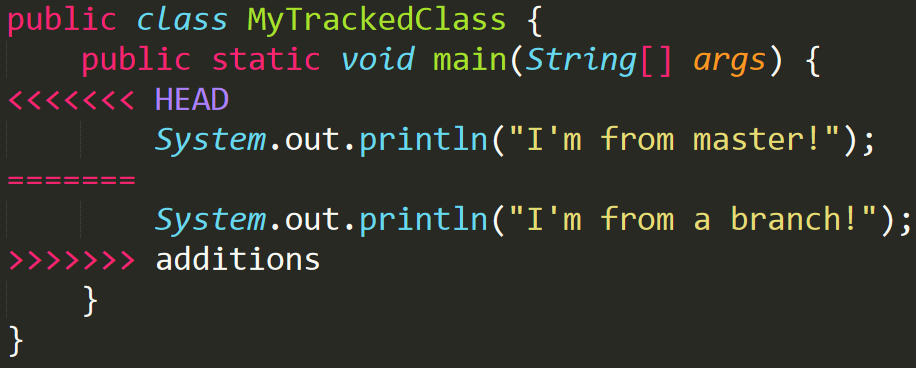 public class MyTrackedClass {
    public static void main(String[] args) {
<<<<<<< HEAD
        System.out.println("I'm from master!");
=======
        System.out.println("I'm from a branch!");
>>>>>>> additions
    }
}